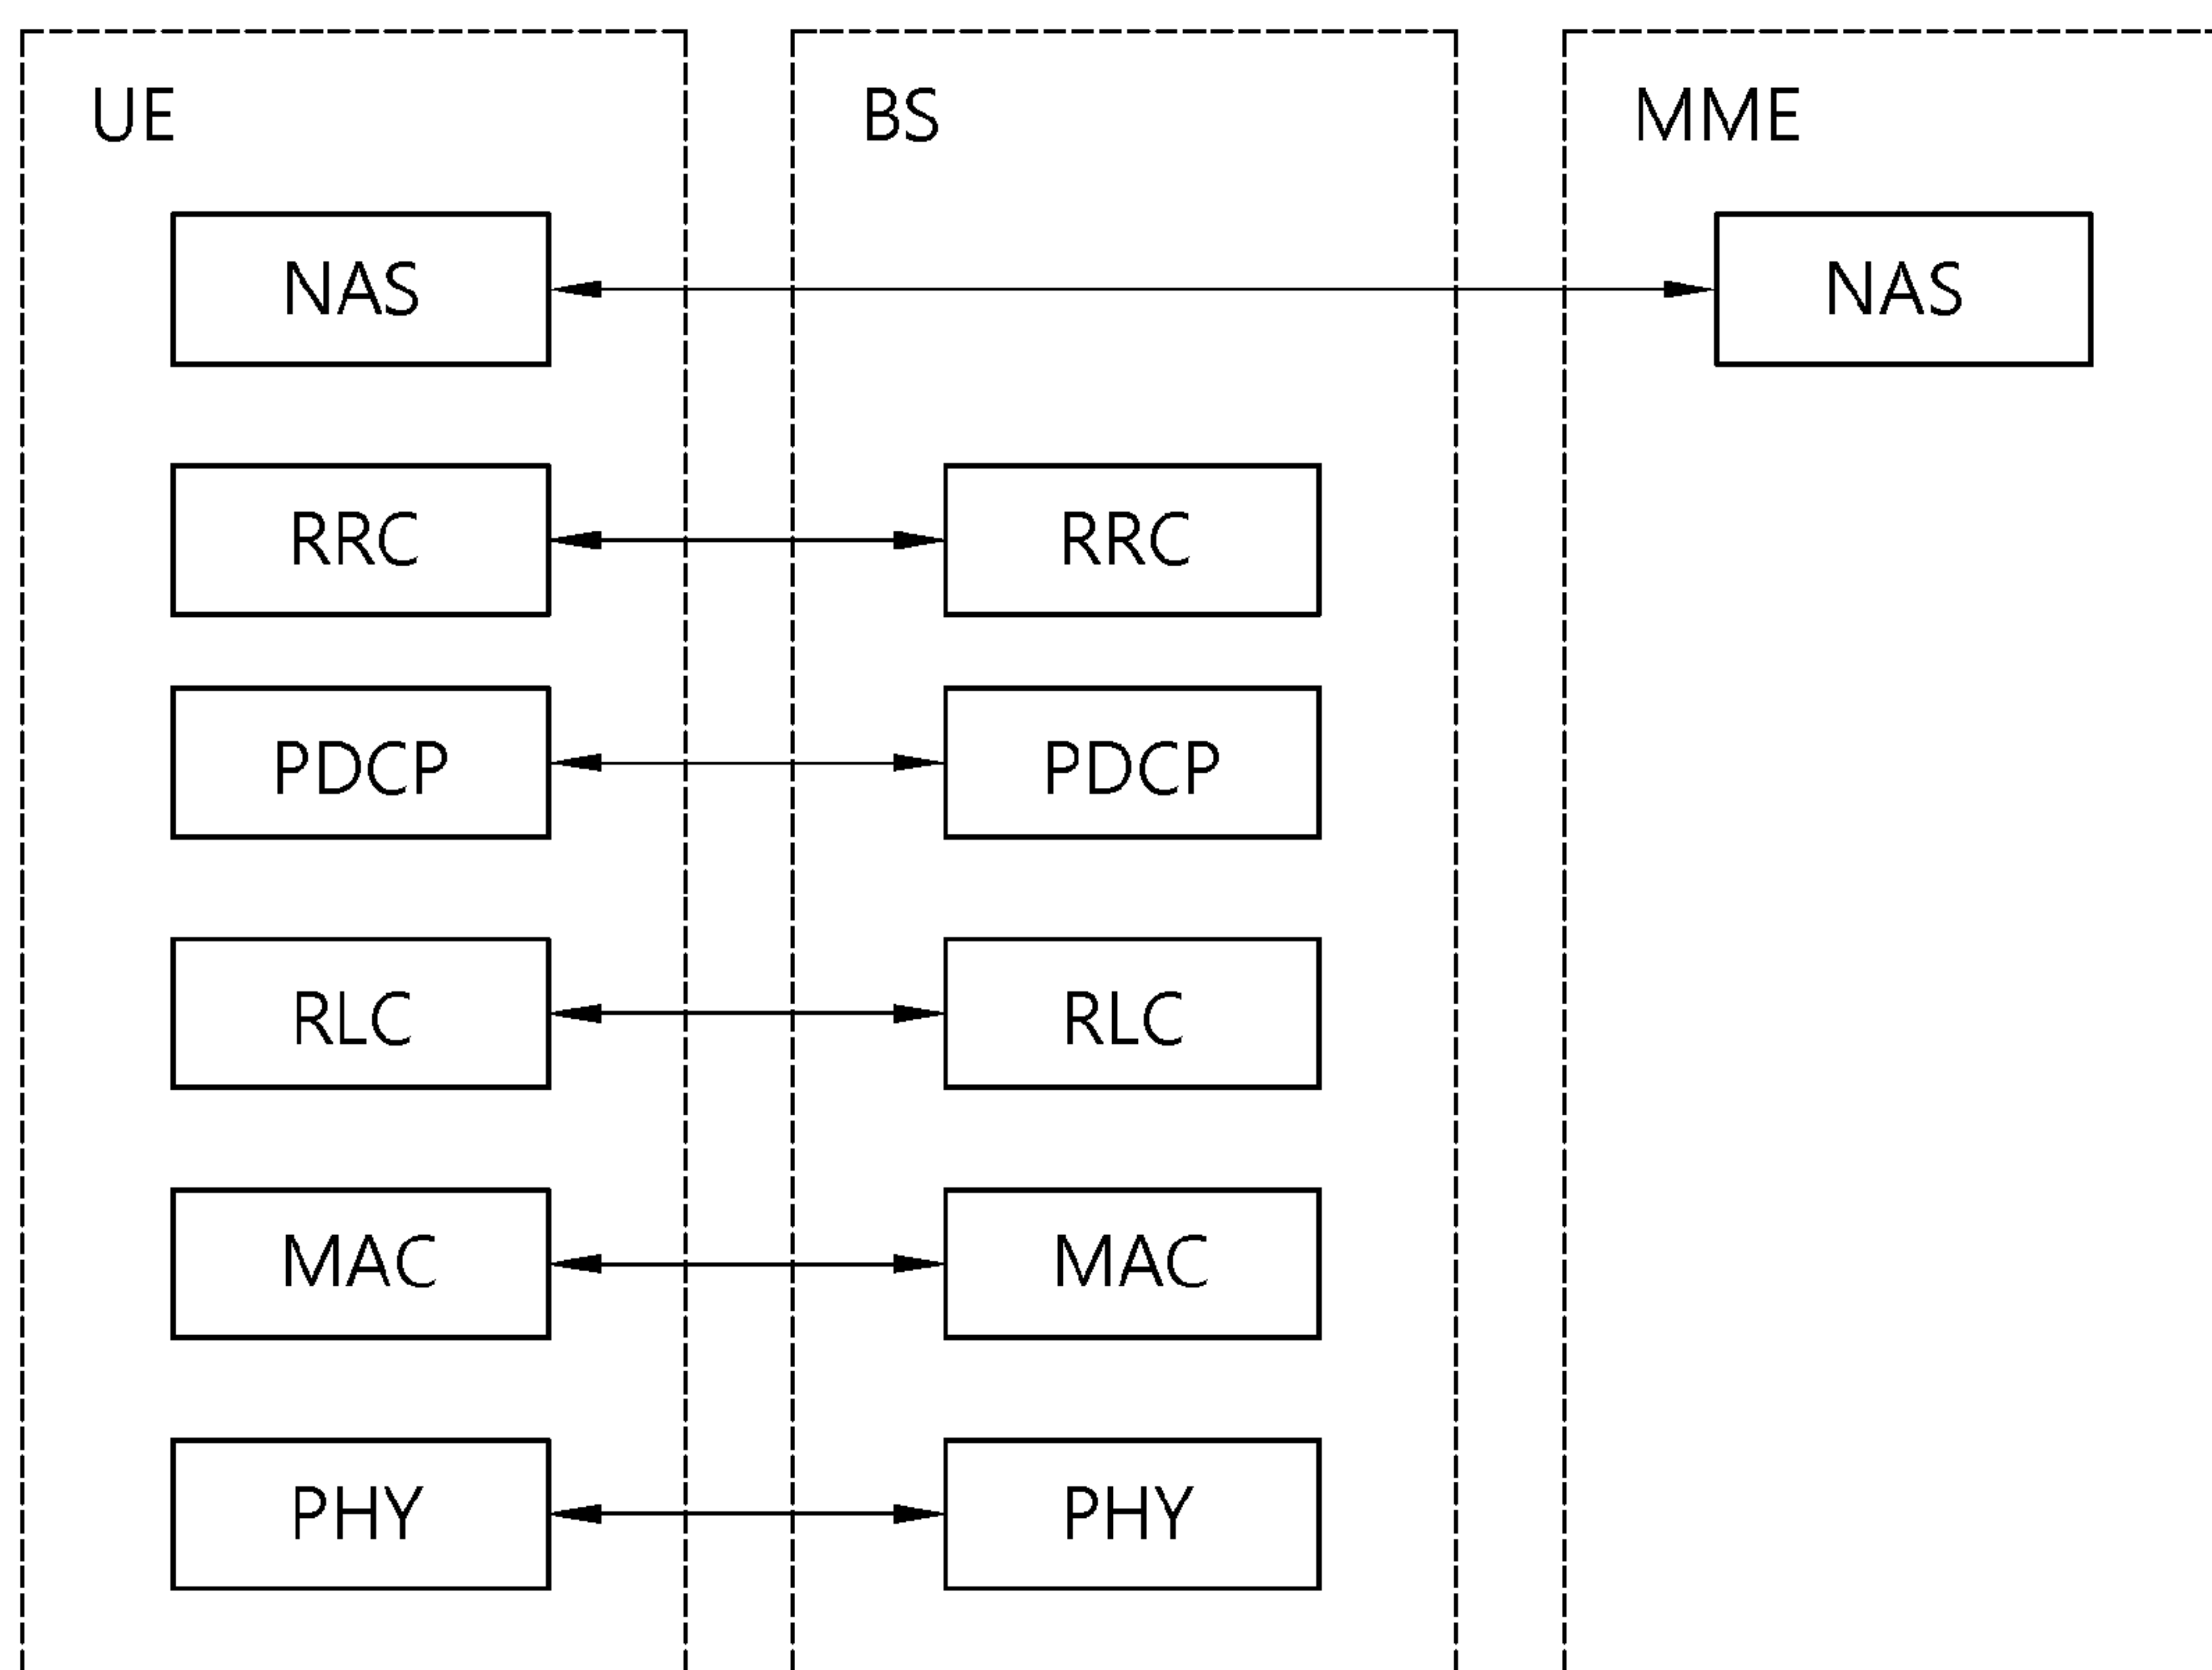 UE BS MME
NAS NAS
RRC RRC
PDCP PDCP
RLC RLC
MAC MAC
PHY PHY